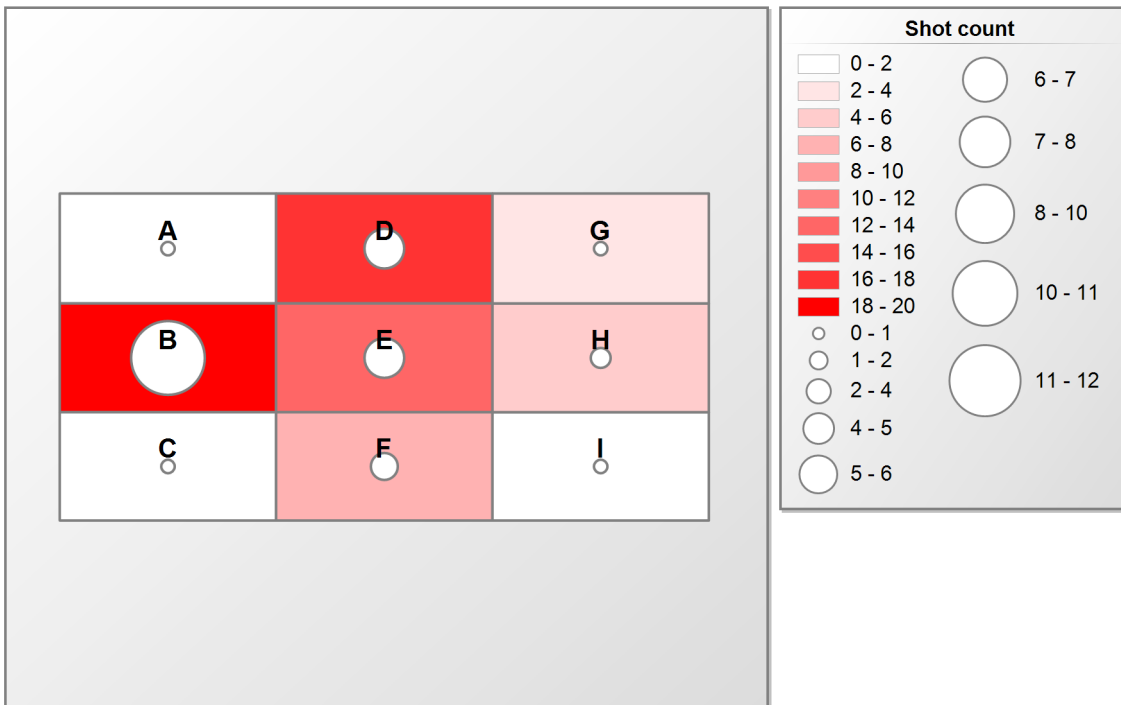 A
D
G
B
E
H
C
F
I
Shot count
0 - 2
2 - 4
4 - 6
6 - 8
8 - 10
10 - 12
12 - 14
14 - 16
16 - 18
18 - 20
0 - 1
1 - 2
2 - 4
4 - 5
5 - 6
6 - 7
7 - 8
8 - 10
10 - 11
11 - 12